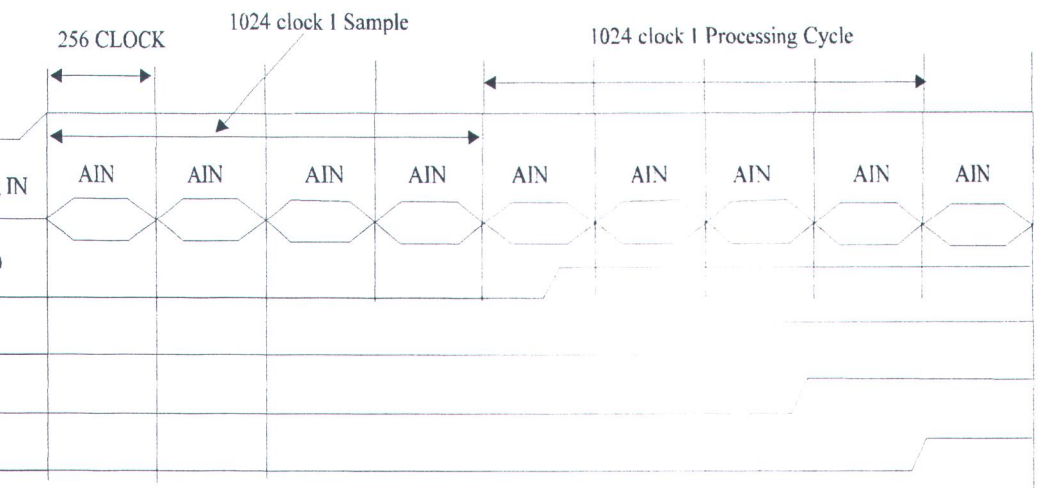 1024 clock 1 Sample
256 CLOCK
1024 clock 1 Processing Cycle
IN AIN AIN AIN AIN AIN AIN AIN AIN AIN